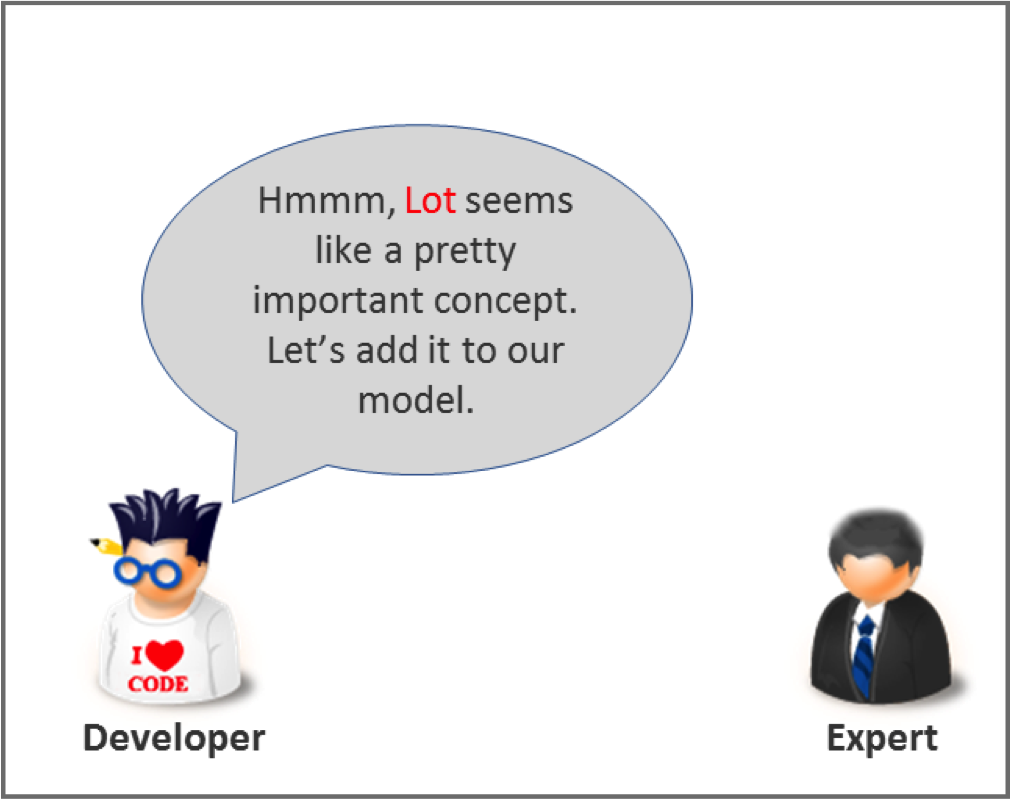 Hmmm, Lot seems
like a pretty
important concept.
Let’s add it to our
model.
I ❤
CODE
Developer
Expert